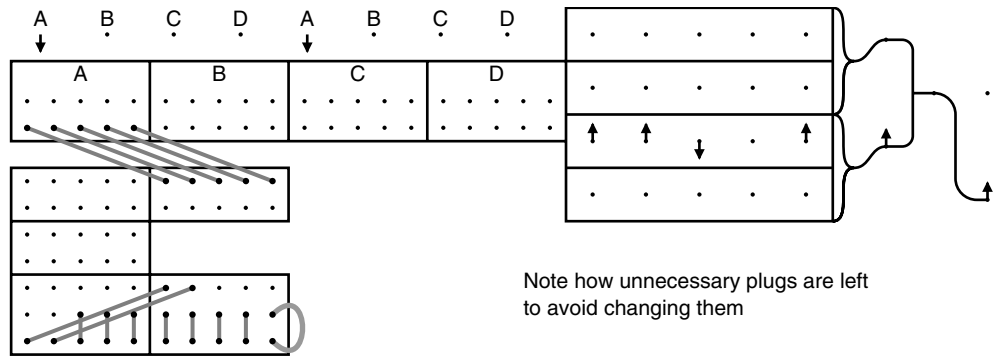 A B C D A B C D
A B C D
Note how unnecessary plugs are left
to avoid changing them